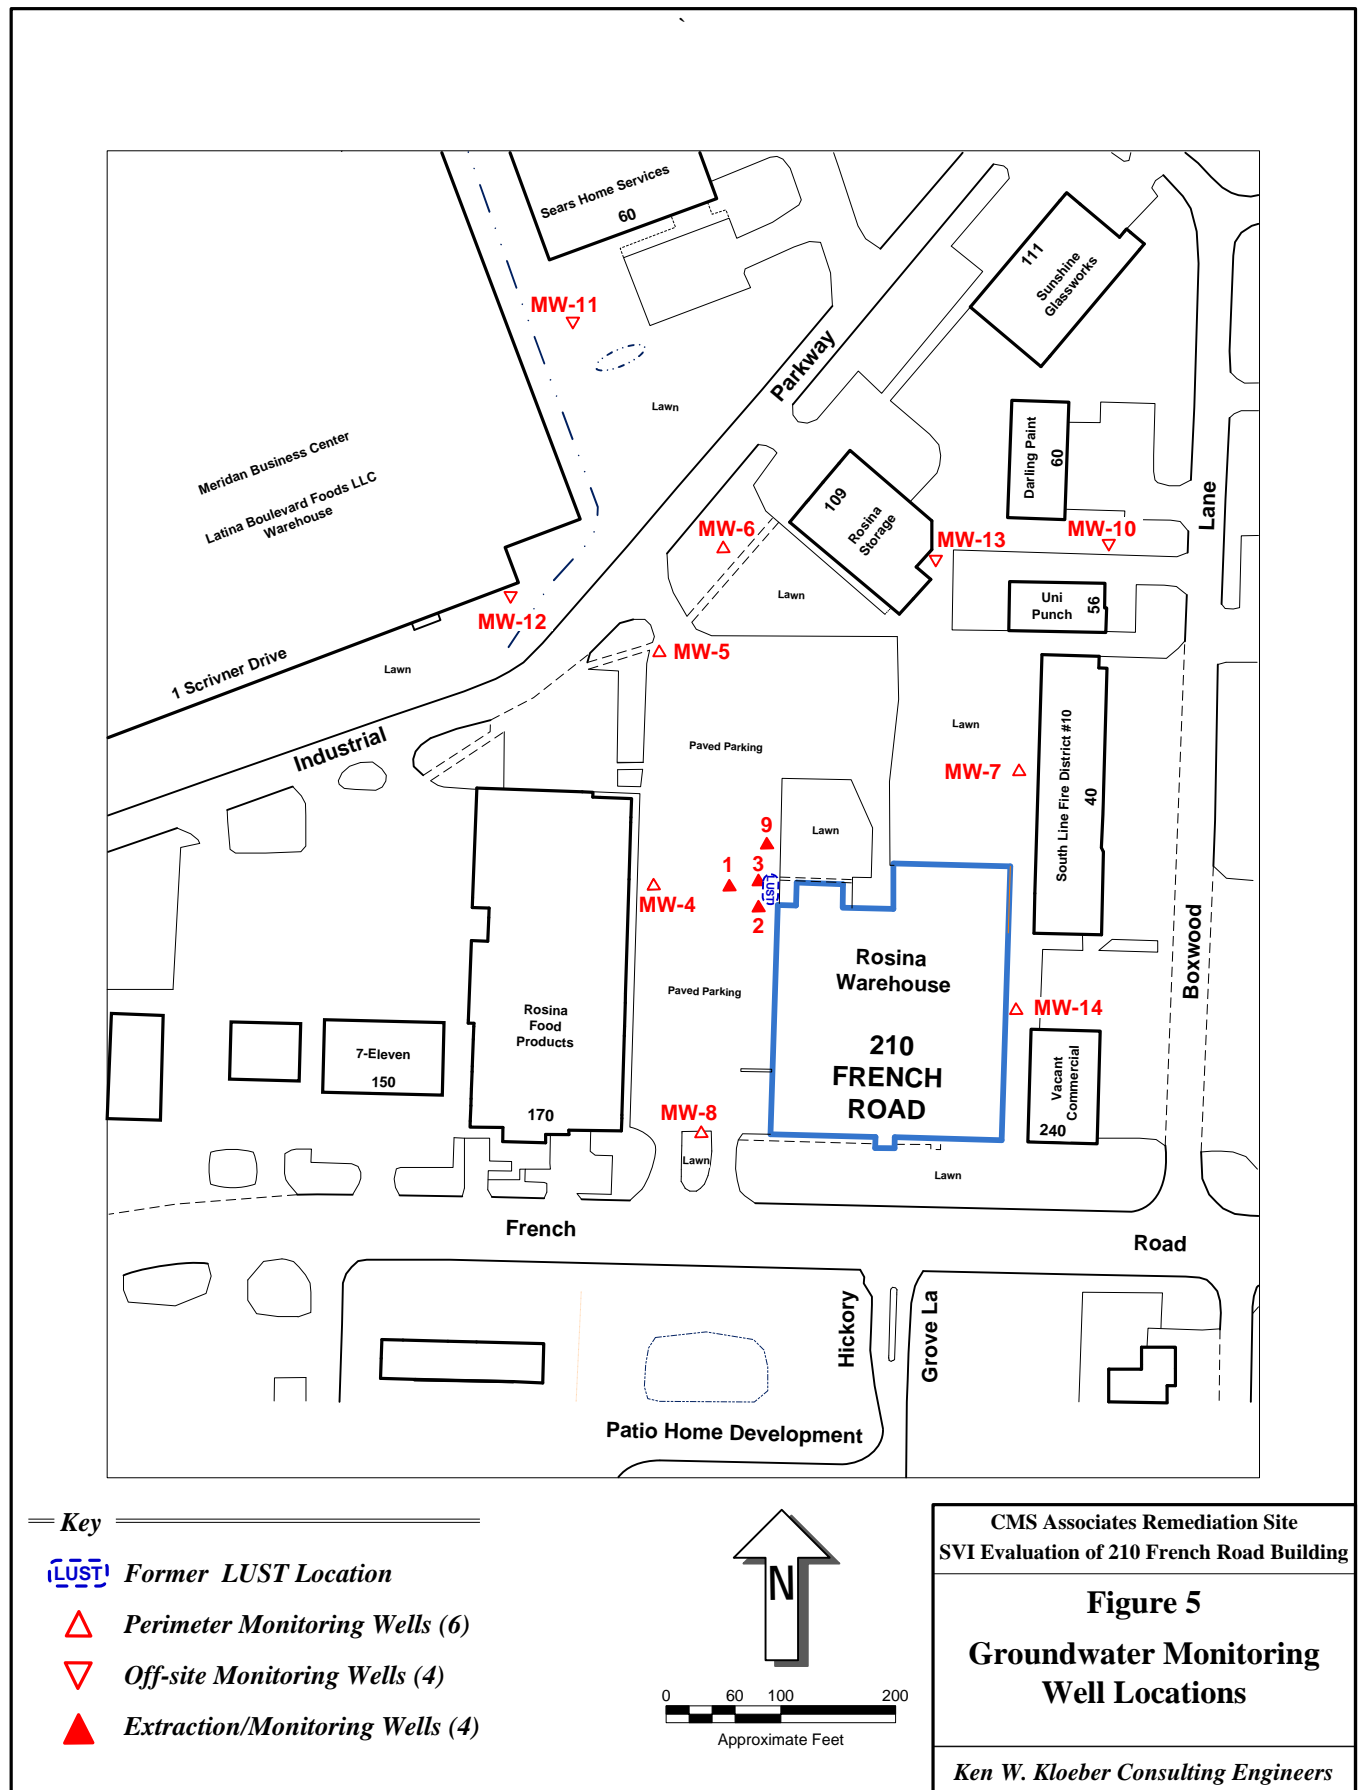 `
Sears Home Services
60
111
Sunshine
Glassworks
MW-11
Parkway
Lawn
Darling Paint
60
Meridan Business Center
Latina Boulevard Foods LLC
Warehouse
109
Rosina
Storage
Lane
MW-6
MW-13
MW-10
Lawn
Uni
Punch
56
MW-12
MW-5
1 Scrivner Drive
Lawn
Industrial
Paved Parking
Lawn
MW-7
South Line Fire District #10
40
9
Lawn
1
3
LUST
MW-4
2
Rosina
Warehouse
Boxwood
Paved Parking
MW-14
Rosina
Food
Products
210
FRENCH
ROAD
7-Eleven
150
Vacant
Commercial
240
170
MW-8
Lawn
Lawn
French
Road
Hickory
Grove La
Patio Home Development
Key
LUST Former LUST Location
Perimeter Monitoring Wells (6)
Off-site Monitoring Wells (4)
Extraction/Monitoring Wells (4)
N
0 60 100 200
Approximate Feet
CMS Associates Remediation Site
SVI Evaluation of 210 French Road Building
Figure 5
Groundwater Monitoring
Well Locations
Ken W. Kloeber Consulting Engineers